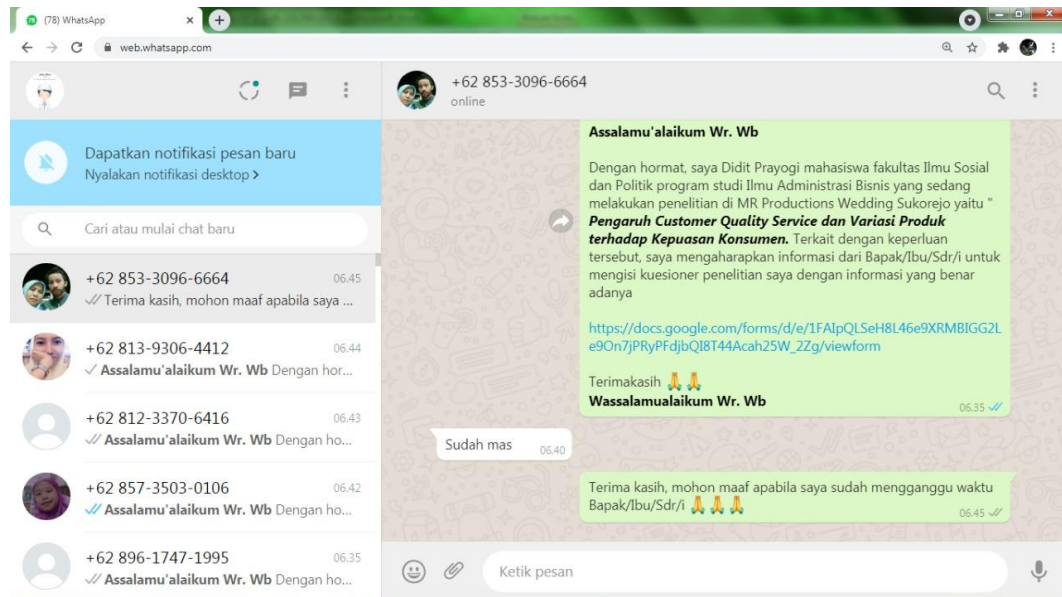 (78) WhatsApp
web.whatsapp.com
Dapatkan notifikasi pesan baru
Nyalakan notifikasi desktop >
Cari atau mulai chat baru
+62 853-3096-6664 06.45
Terima kasih, mohon maaf apabila saya ...
+62 813-9306-4412 06.44
Assalamu'alaikum Wr. Wb Dengan hor...
+62 812-3370-6416 06.43
Assalamu'alaikum Wr. Wb Dengan ho...
+62 857-3503-0106 06.42
Assalamu'alaikum Wr. Wb Dengan ho...
+62 896-1747-1995 06.35
Assalamu'alaikum Wr. Wb Dengan ho...
+62 853-3096-6664
online
Assalamu'alaikum Wr. Wb
Dengan hormat, saya Didit Prayogi mahasiswa fakultas Ilmu Sosial
dan Politik program studi Ilmu Administrasi Bisnis yang sedang
melakukan penelitian di MR Productions Wedding Sukorejo yaitu "
Pengaruh Customer Quality Service dan Variasi Produk
terhadap Kepuasan Konsumen. Terkait dengan keperluan
tersebut, saya mengaharapkan informasi dari Bapak/Ibu/Sdr/i untuk
mengisi kuesioner penelitian saya dengan informasi yang benar
adanya
https://docs.google.com/forms/d/e/1FAIpQLSeH8L46e9XRMBIGG2L
e9On7jPRyPFdjbQI8T44Acah25W_2Zg/viewform
Terimakasih 🙏 🙏
Wassalamualaikum Wr. Wb
06.35
Sudah mas 06.40
Terima kasih, mohon maaf apabila saya sudah mengganggu waktu
Bapak/Ibu/Sdr/i 🙏 🙏 🙏
06.45
Ketik pesan